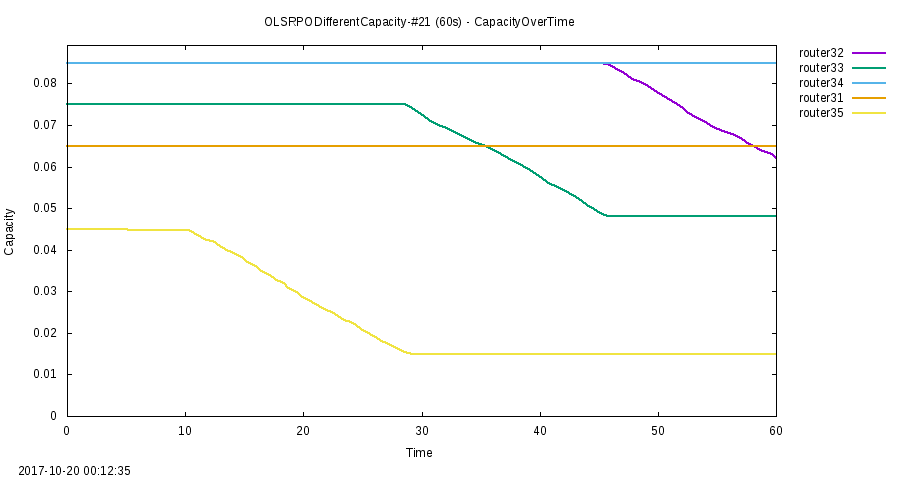 OLSRPODifferentCapacity-#21 (60s) - CapacityOverTime
router32
router33
router34
router31
router35
Capacity
0.08
0.07
0.06
0.05
0.04
0.03
0.02
0.01
0
0 10 20 30 40 50 60
Time
2017-10-20 00:12:35